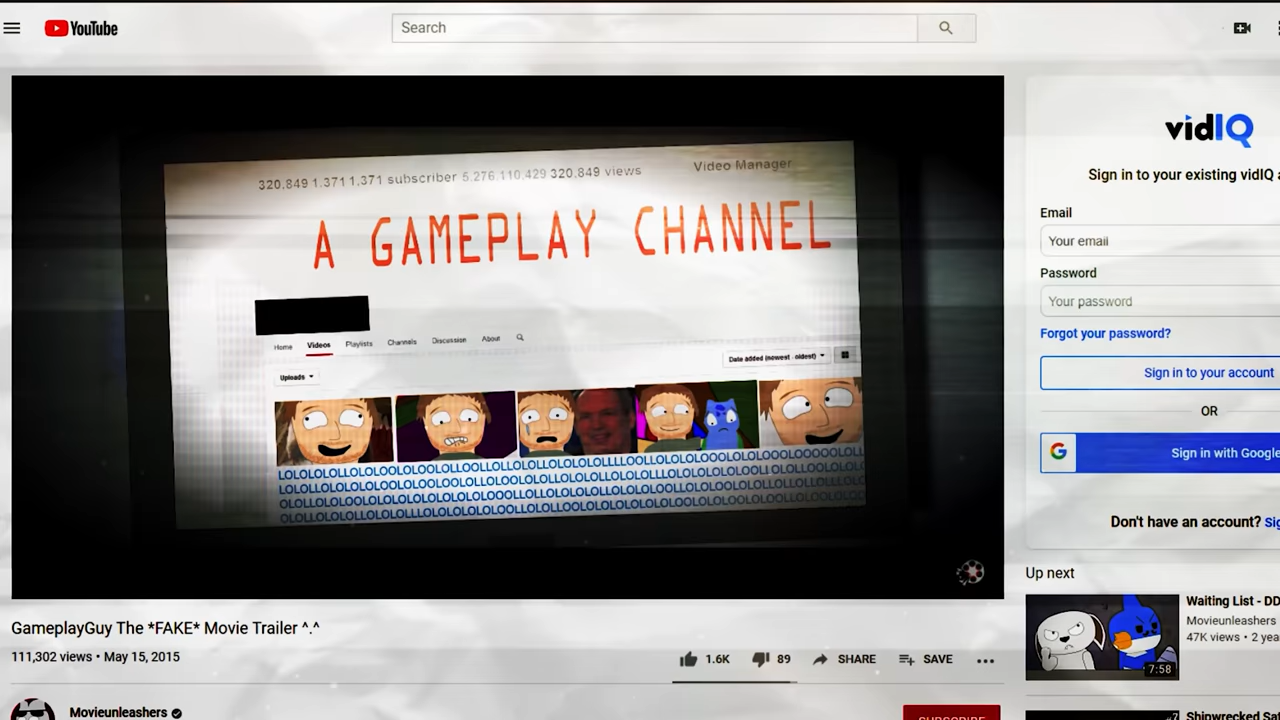 YouTube
Search
320.849 1.371 1,371 subscriber 5.276.110.429 320.849 views
Video Manager
A GAMEPLAY CHANNEL
Home Videos Playlists Channels Discussion About
Date added (newest - oldest)
Uploads
GameplayGuy The *FAKE* Movie Trailer ^.^
111,302 views • May 15, 2015
1.6K 89 SHARE SAVE
Movieunleashers
SUBSCRIBE
vidIQ
Sign in to your existing vidIQ a
Email
Your email
Password
Your password
Forgot your password?
Sign in to your account
OR
G
Sign in with Google
Don't have an account? Sig
Up next
Waiting List - DD
Movieunleashers
47K views • 2 yea
7:58
Shipwrecked Sa